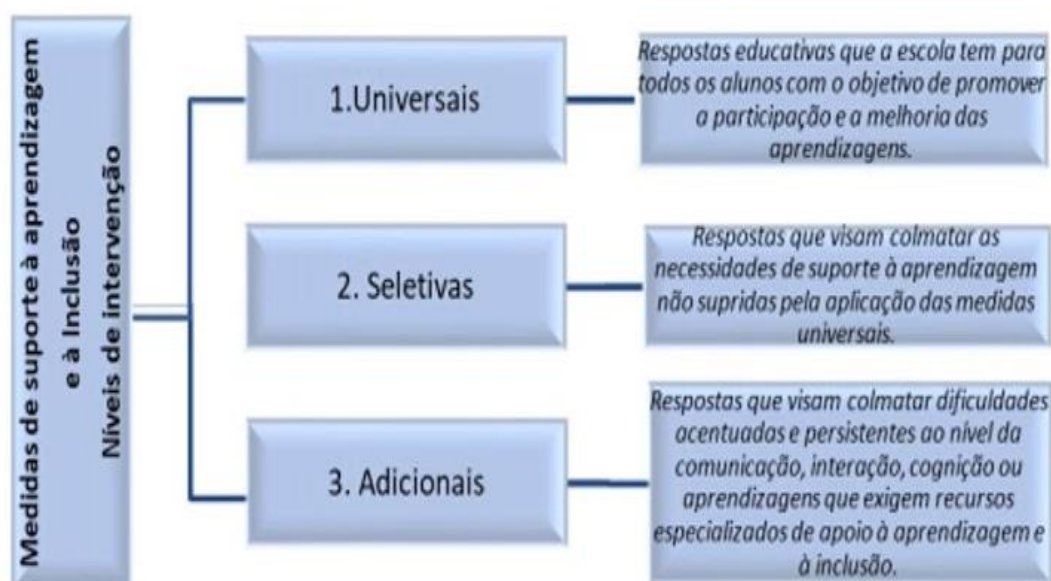 Medidas de suporte à aprendizagem
e à Inclusão
Níveis de intervenção
1.Universais
Respostas educativas que a escola tem para
todos os alunos com o objetivo de promover
a participação e a melhoria das
aprendizagens.
2. Seletivas
Respostas que visam colmatar as
necessidades de suporte à aprendizagem
não supridas pela aplicação das medidas
universais.
3. Adicionais
Respostas que visam colmatar dificuldades
acentuadas e persistentes ao nível da
comunicação, interação, cognição ou
aprendizagens que exigem recursos
especializados de apoio à aprendizagem e
à inclusão.